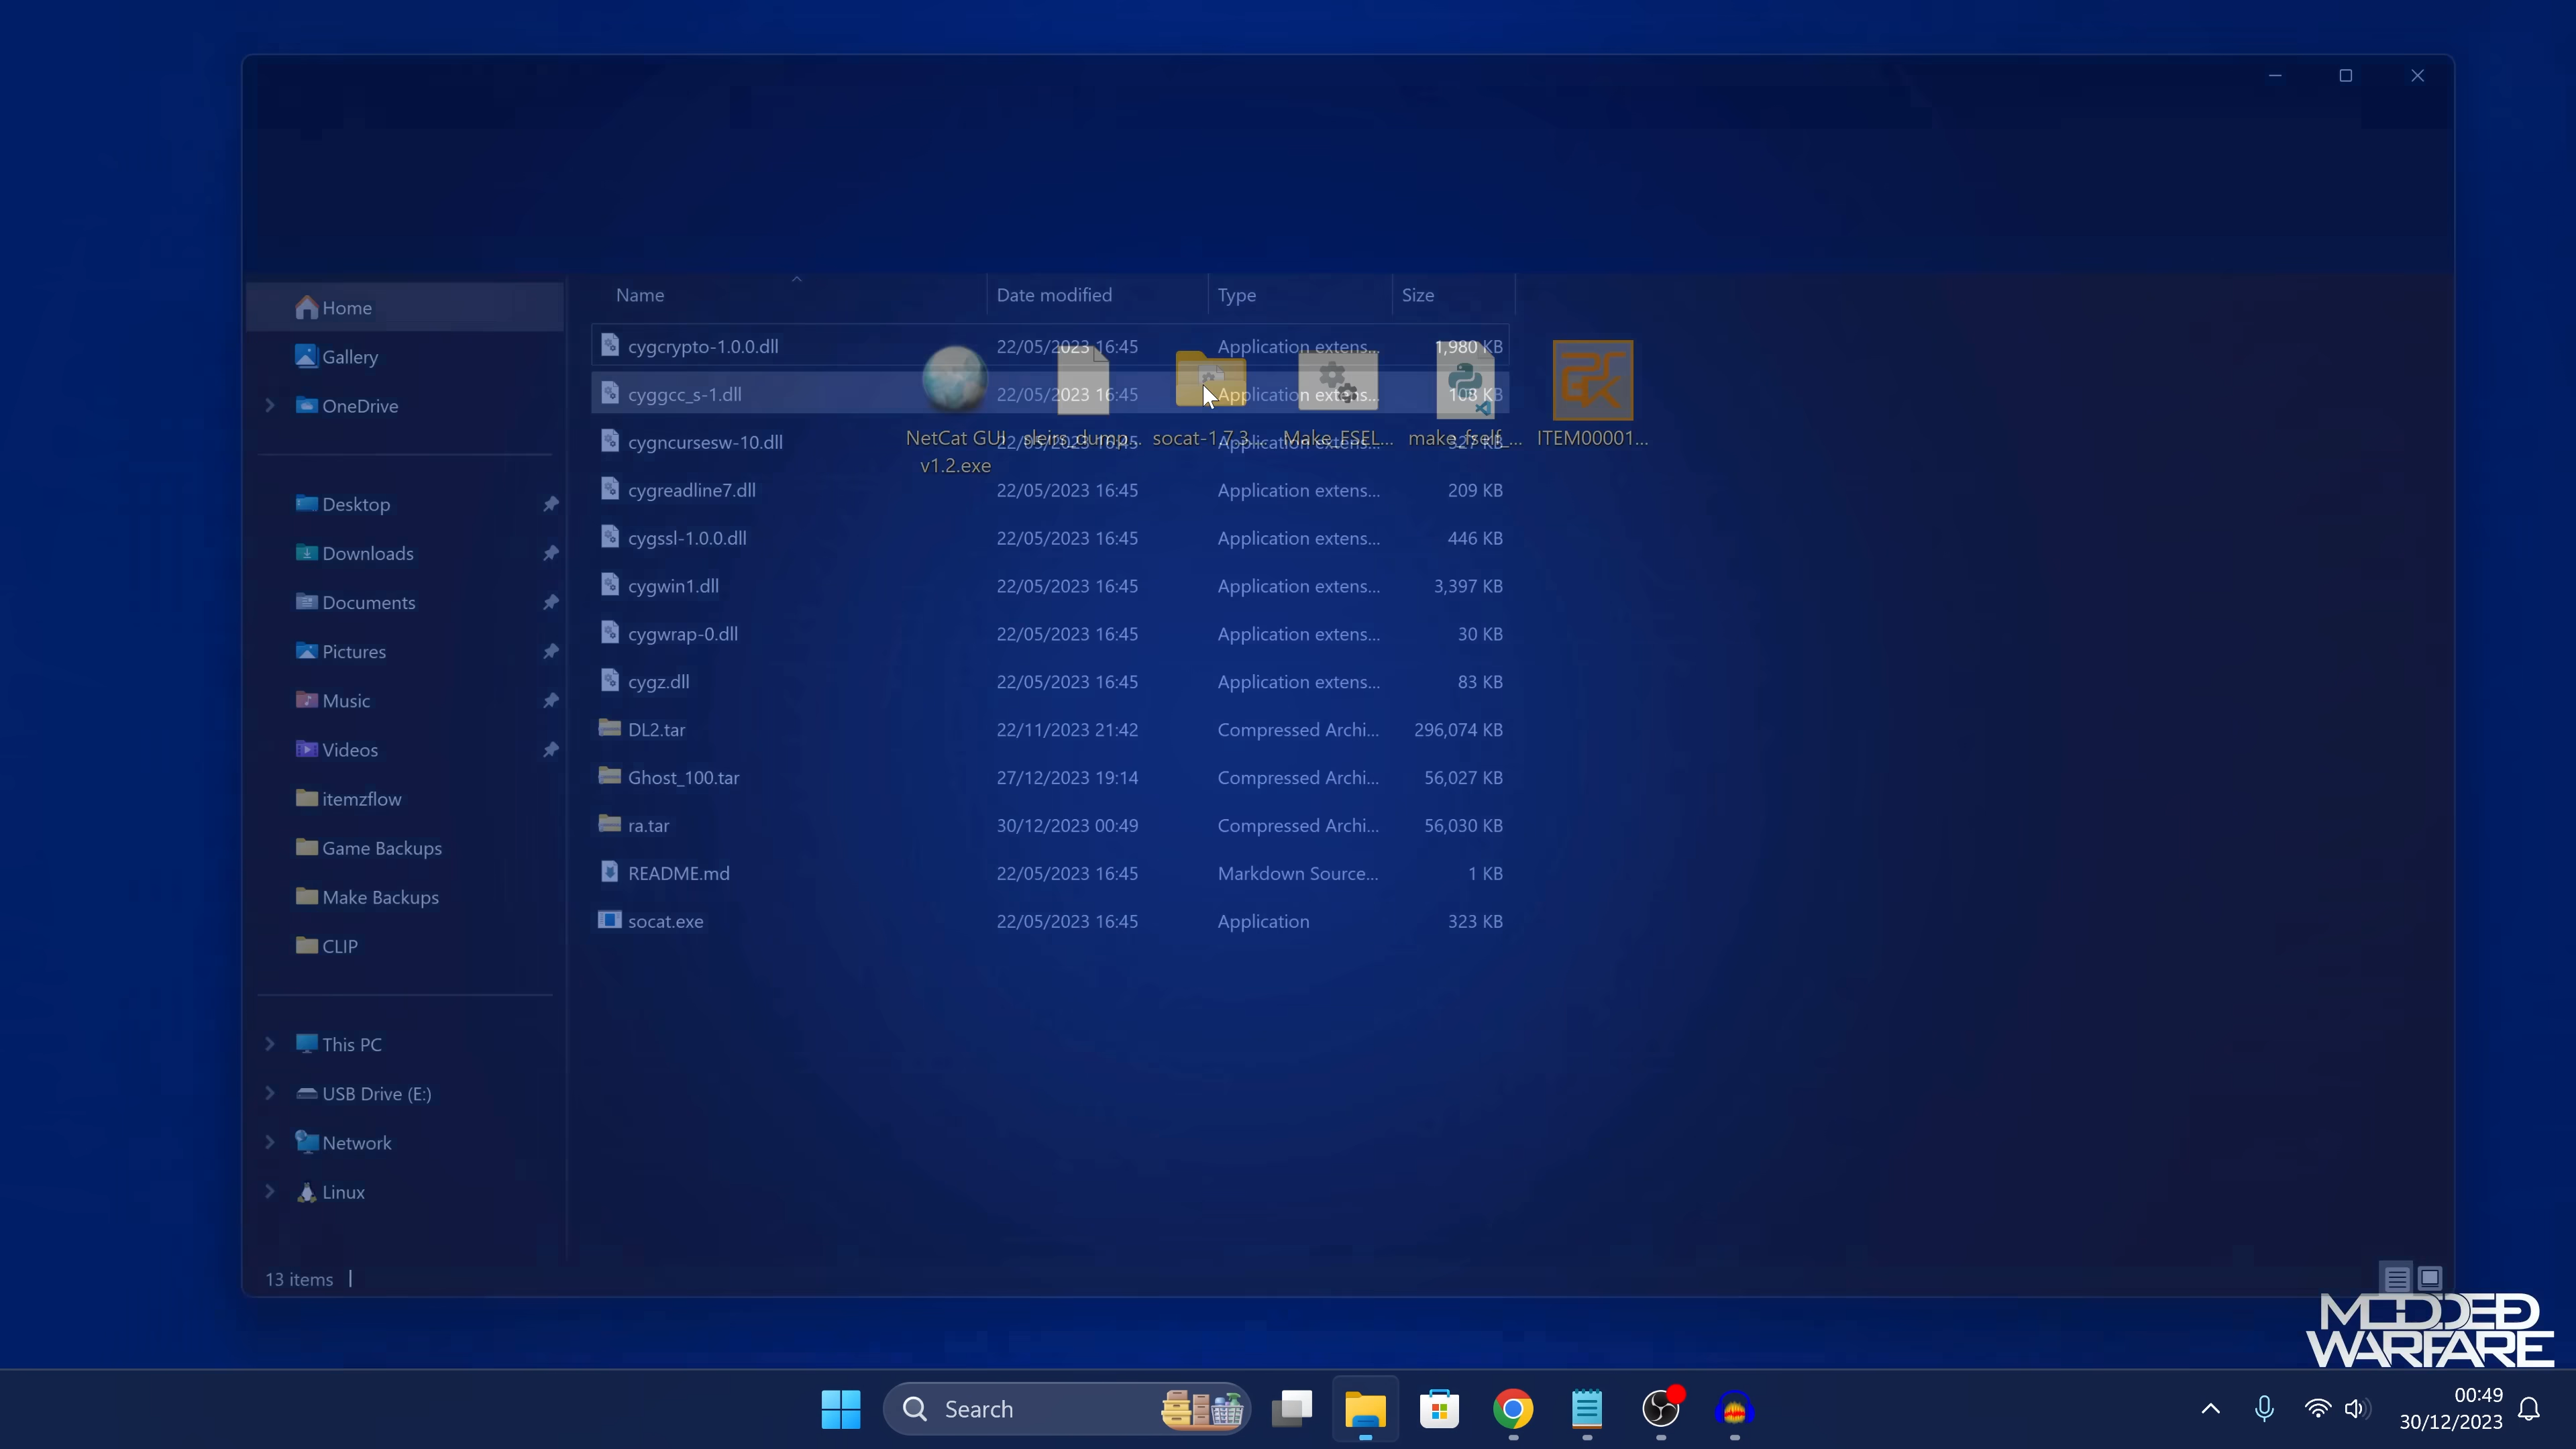 Name Date modified Type Size
Home
Gallery
OneDrive
Desktop
Downloads
Documents
Pictures
Music
Videos
itemzflow
Game Backups
Make Backups
CLIP
This PC
USB Drive (E:)
Network
Linux
cygcrypto-1.0.0.dll 22/05/2023 16:45 Application extens... 1,980 KB
cyggcc_s-1.dll 22/05/2023 16:45 Application extens... 108 KB
cygncursesw-10.dll 22/05/2023 16:45 Application extens... 327 KB
cygreadline7.dll 22/05/2023 16:45 Application extens... 209 KB
cygssl-1.0.0.dll 22/05/2023 16:45 Application extens... 446 KB
cygwin1.dll 22/05/2023 16:45 Application extens... 3,397 KB
cygwrap-0.dll 22/05/2023 16:45 Application extens... 30 KB
cygz.dll 22/05/2023 16:45 Application extens... 83 KB
DL2.tar 22/11/2023 21:42 Compressed Archi... 296,074 KB
Ghost_100.tar 27/12/2023 19:14 Compressed Archi... 56,027 KB
ra.tar 30/12/2023 00:49 Compressed Archi... 56,030 KB
README.md 22/05/2023 16:45 Markdown Source... 1 KB
socat.exe 22/05/2023 16:45 Application 323 KB
NetCat GUI
v1.2.exe
socat-1.7.3...
make_fself_...
ITEM00001...
13 items
MODDED
WARFARE
Search
00:49
30/12/2023